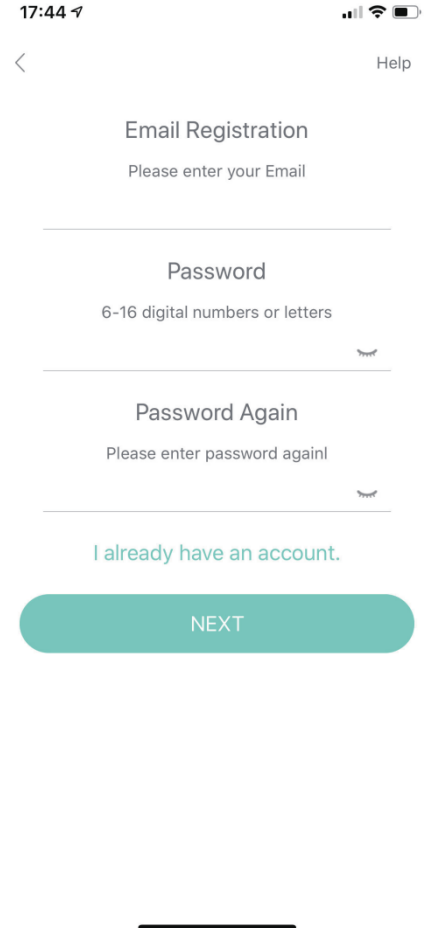 17:44
Help
Email Registration
Please enter your Email
Password
6-16 digital numbers or letters
Password Again
Please enter password againl
I already have an account.
NEXT